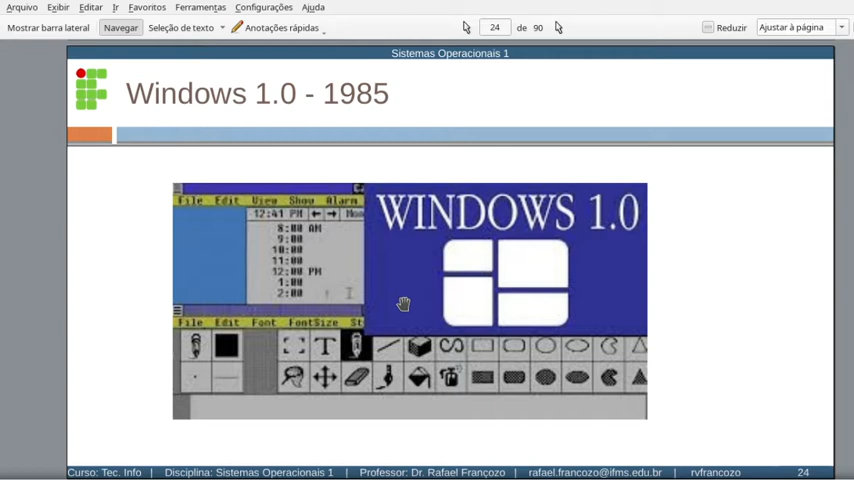 Arquivo Exibir Editar Ir Favoritos Ferramentas Configurações Ajuda
Mostrar barra lateral Navegar Seleção de texto Anotações rápidas 24 de 90 Reduzir Ajustar à página
Sistemas Operacionais 1
Windows 1.0 - 1985
File Edit View Show Alarm
12:41 PM
8:00 AM
9:00
10:00
11:00
12:00 PM
1:00
2:00
WINDOWS 1.0
File Edit Font FontSize St
T
Curso: Tec. Info | Disciplina: Sistemas Operacionais 1 | Professor: Dr. Rafael Françozo | rafael.francozo@ifms.edu.br | rvfrancozo 24